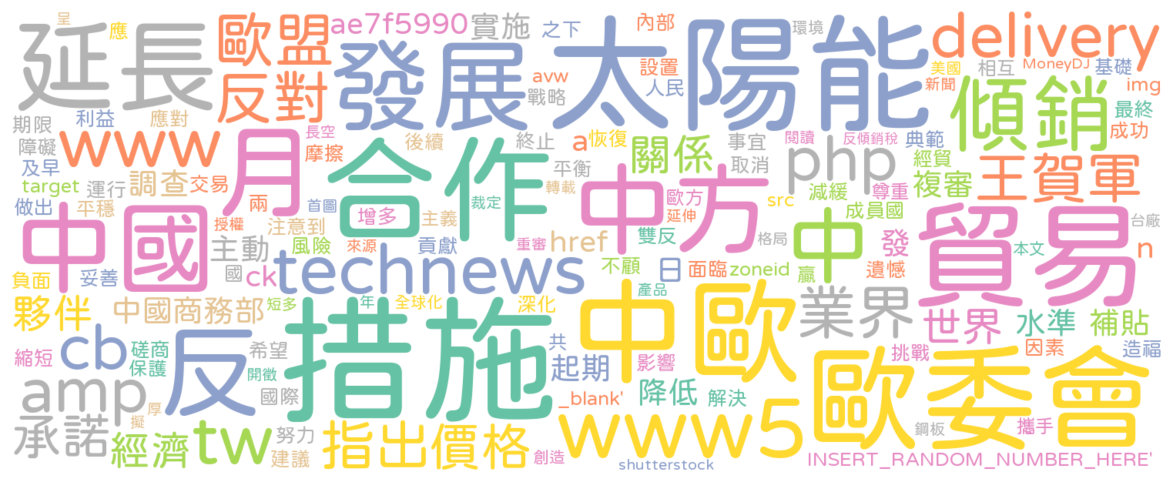 呈
應
ae7f5990
實施
之下
內部
環境
delivery
延長
歐盟
發展
太陽能
avw
戰略
設置
人民
美國
相互
MoneyDJ
基礎
新聞
img
期限
利益
應對
反對
傾銷
最終
成功
障礙
www
月
長空
摩擦
合作
後續
終止
a
恢復
關係
事宜
取消
閱讀
反傾銷稅
典範
php
經貿
王賀軍
及早
target
運行
調查
交易
平衡
轉載
中方
減緩
尊重
複審
做出
平穩
授權
兩
首圖
增多
主義
裁定
歐方
延伸
src
成員國
中國
主動
注意到
風險
來源
貢獻
重審
href
雙反
格局
中
發
貿易
台廠
本文
n
負面
妥善
國
ck
technews
不顧
日
面臨
zoneid
贏
遺憾
夥伴
中國商務部
短多
年
全球化
深化
產品
中歐
業界
世界
水準
補貼
cb
磋商
保護
反
希望
開徵
措施
共
起期
影響
挑戰
因素
造福
縮短
amp
國際
_blank'
降低
解決
歐委會
承諾
擬
厚
經濟
tw
努力
建議
指出
價格
創造
www5
shutterstock
鋼板
攜手
INSERT_RANDOM_NUMBER_HERE'